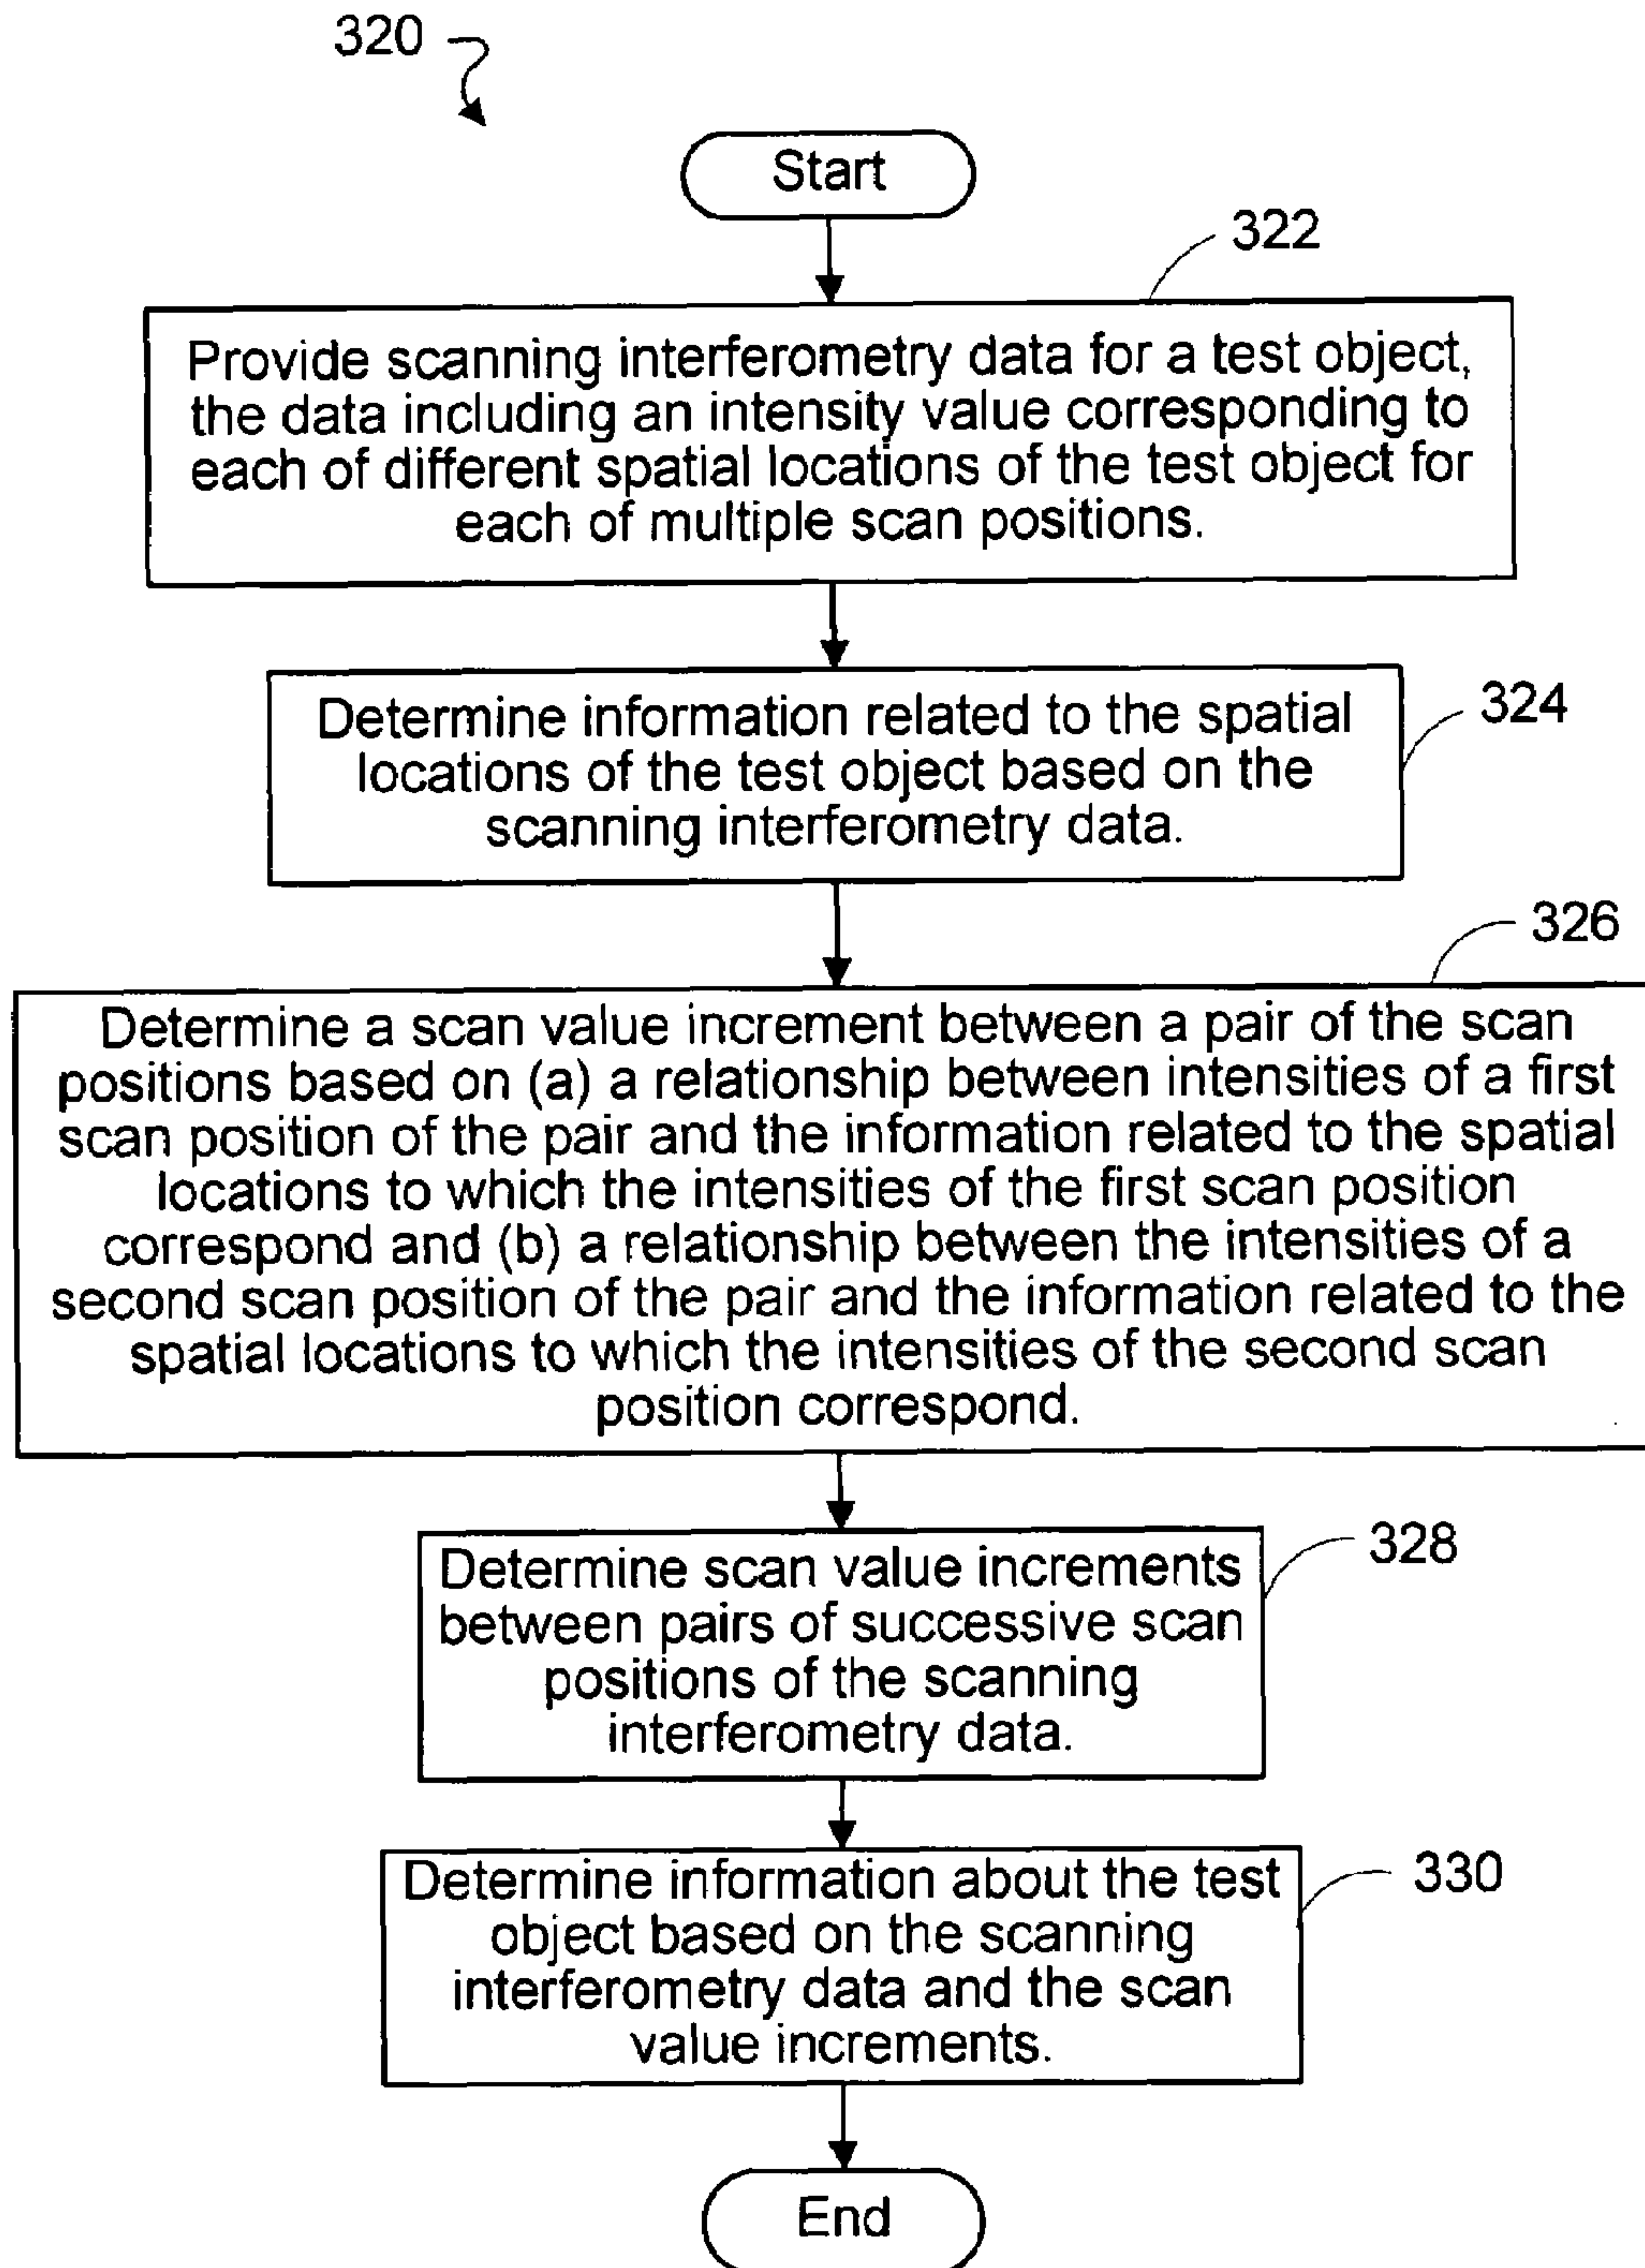 320
Start
322
Provide scanning interferometry data for a test object,
the data including an intensity value corresponding to
each of different spatial locations of the test object for
each of multiple scan positions.
324
Determine information related to the spatial
locations of the test object based on the
scanning interferometry data.
326
Determine a scan value increment between a pair of the scan
positions based on (a) a relationship between intensities of a first
scan position of the pair and the information related to the spatial
locations to which the intensities of the first scan position
correspond and (b) a relationship between the intensities of a
second scan position of the pair and the information related to the
spatial locations to which the intensities of the second scan
position correspond.
328
Determine scan value increments
between pairs of successive scan
positions of the scanning
interferometry data.
330
Determine information about the test
object based on the scanning
interferometry data and the scan
value increments.
End